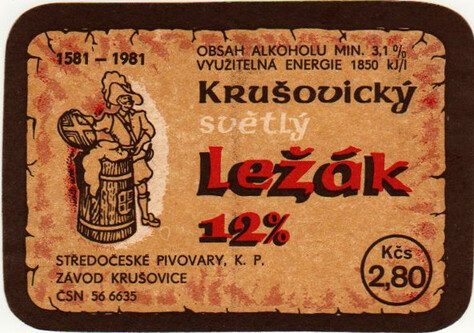 1581 – 1981
OBSAH ALKOHOLU MIN. 3,1 %
VYUŽITELNÁ ENERGIE 1850 kJ/l
KRUŠOVICKÝ
světlý
Ležák
12%
STŘEDOČESKÉ PIVOVARY, K. P.
ZÁVOD KRUŠOVICE
ČSN 56 6635
Kčs
2,80